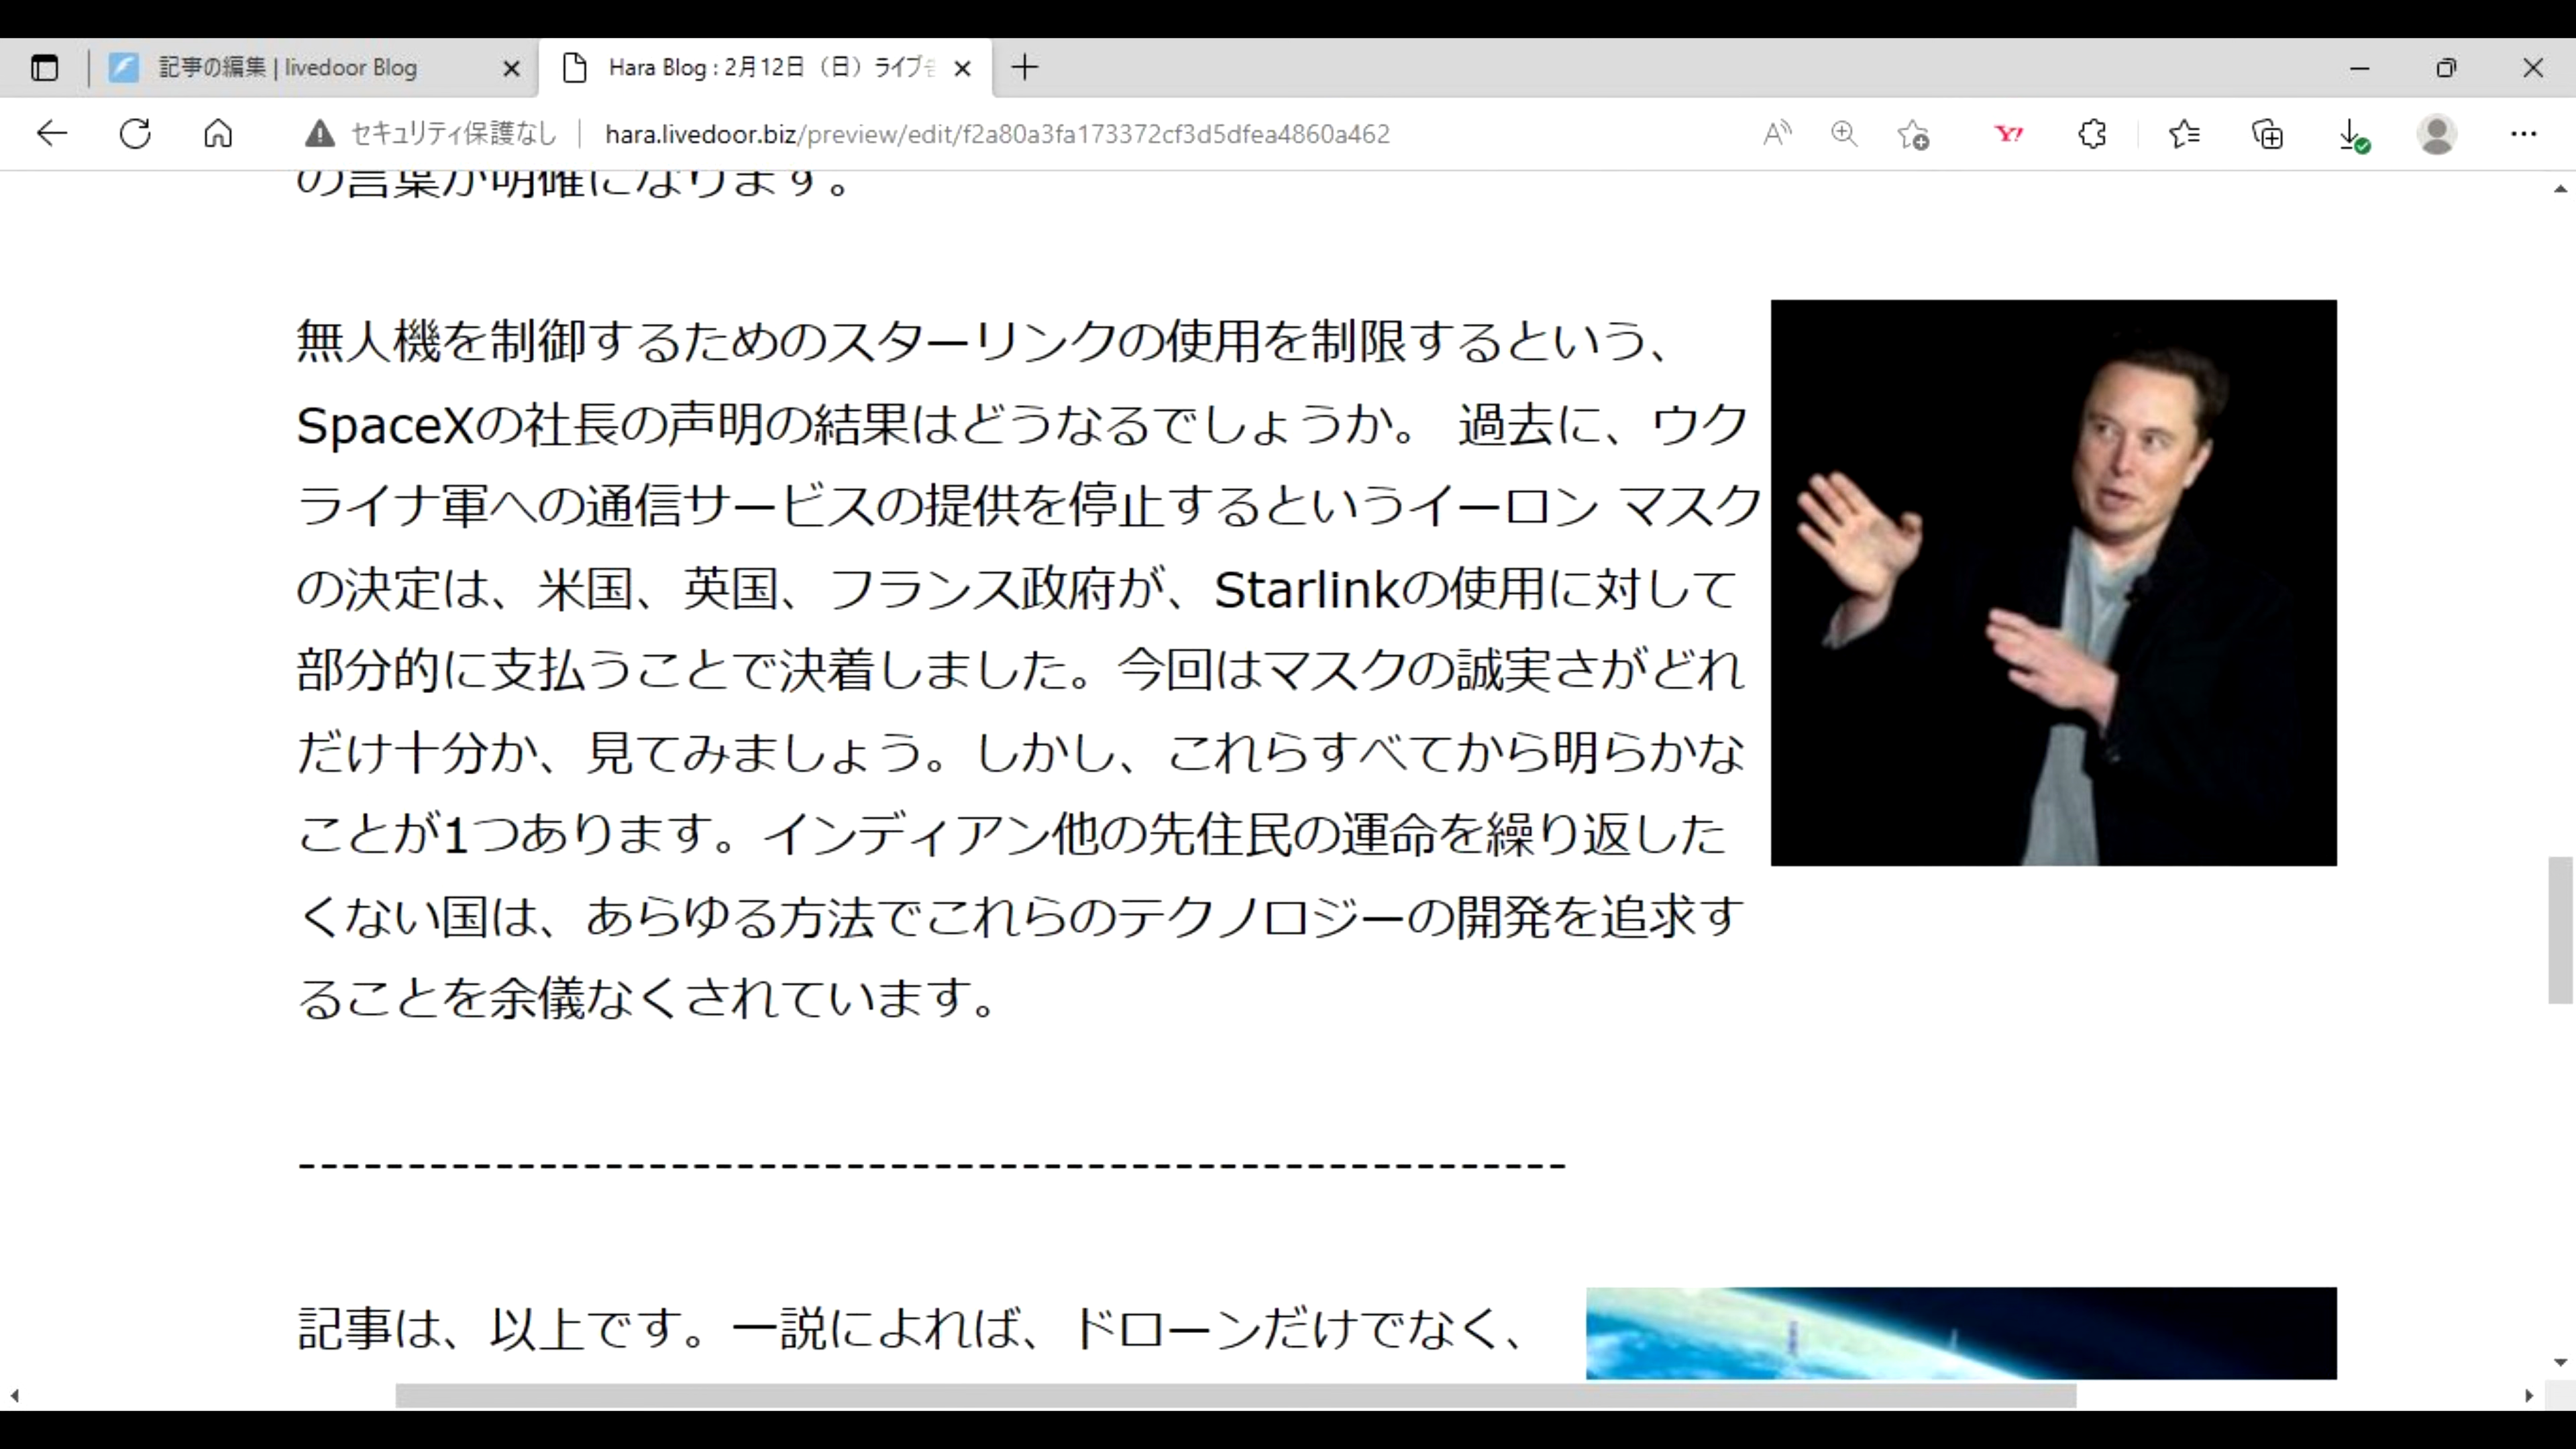 記事の編集 | livedoor Blog
Hara Blog : 2月12日（日）ライブ
セキュリティ保護なし
hara.livedoor.biz/preview/edit/f2a80a3fa173372cf3d5dfea4860a462
の言葉が明確になります。
無人機を制御するためのスターリンクの使用を制限するという、
SpaceXの社長の声明の結果はどうなるでしょうか。 過去に、ウク
ライナ軍への通信サービスの提供を停止するというイーロン マスク
の決定は、米国、英国、フランス政府が、Starlinkの使用に対して
部分的に支払うことで決着しました。今回はマスクの誠実さがどれ
だけ十分か、見てみましょう。しかし、これらすべてから明らかな
ことが1つあります。インディアン他の先住民の運命を繰り返した
くない国は、あらゆる方法でこれらのテクノロジーの開発を追求す
ることを余儀なくされています。
----------------------------------------------------------
記事は、以上です。一説によれば、ドローンだけでなく、